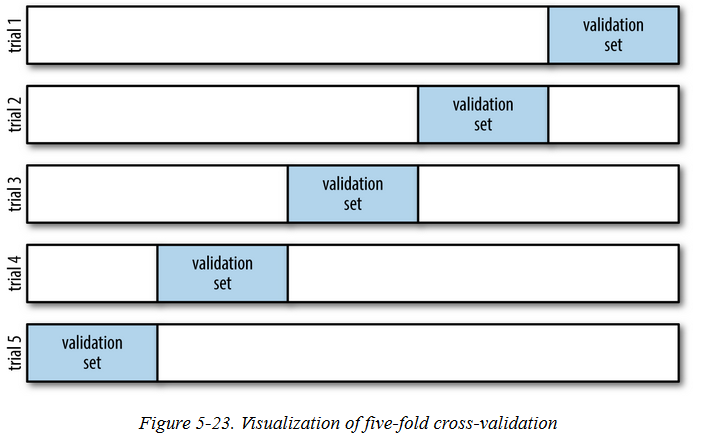 trial 1
validation
set
trial 2
validation
set
trial 3
validation
set
trial 4
validation
set
trial 5
validation
set
Figure 5-23. Visualization of five-fold cross-validation